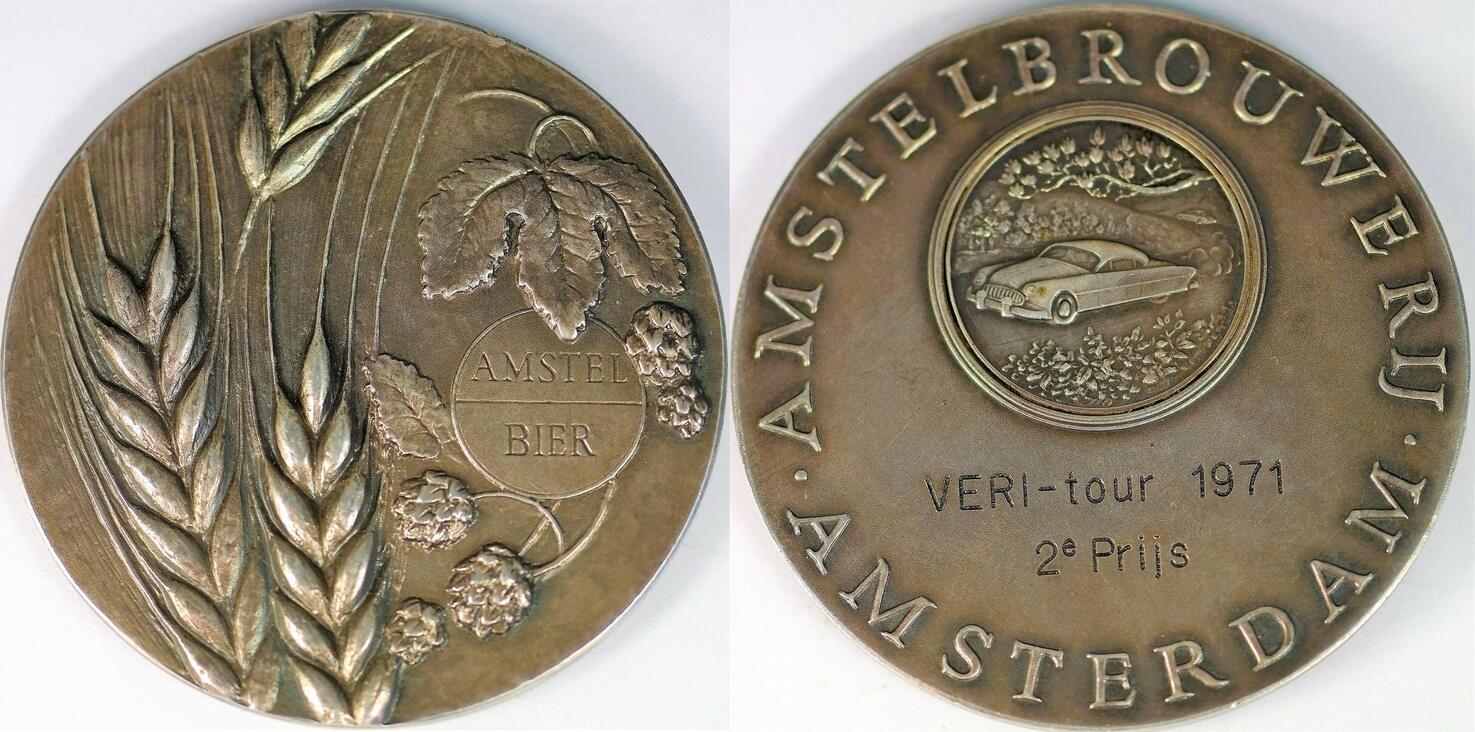 AMSTEL
BIER
·AMSTELBROUWERIJ·
AMSTERDAM
VERI-tour 1971
2e Prijs